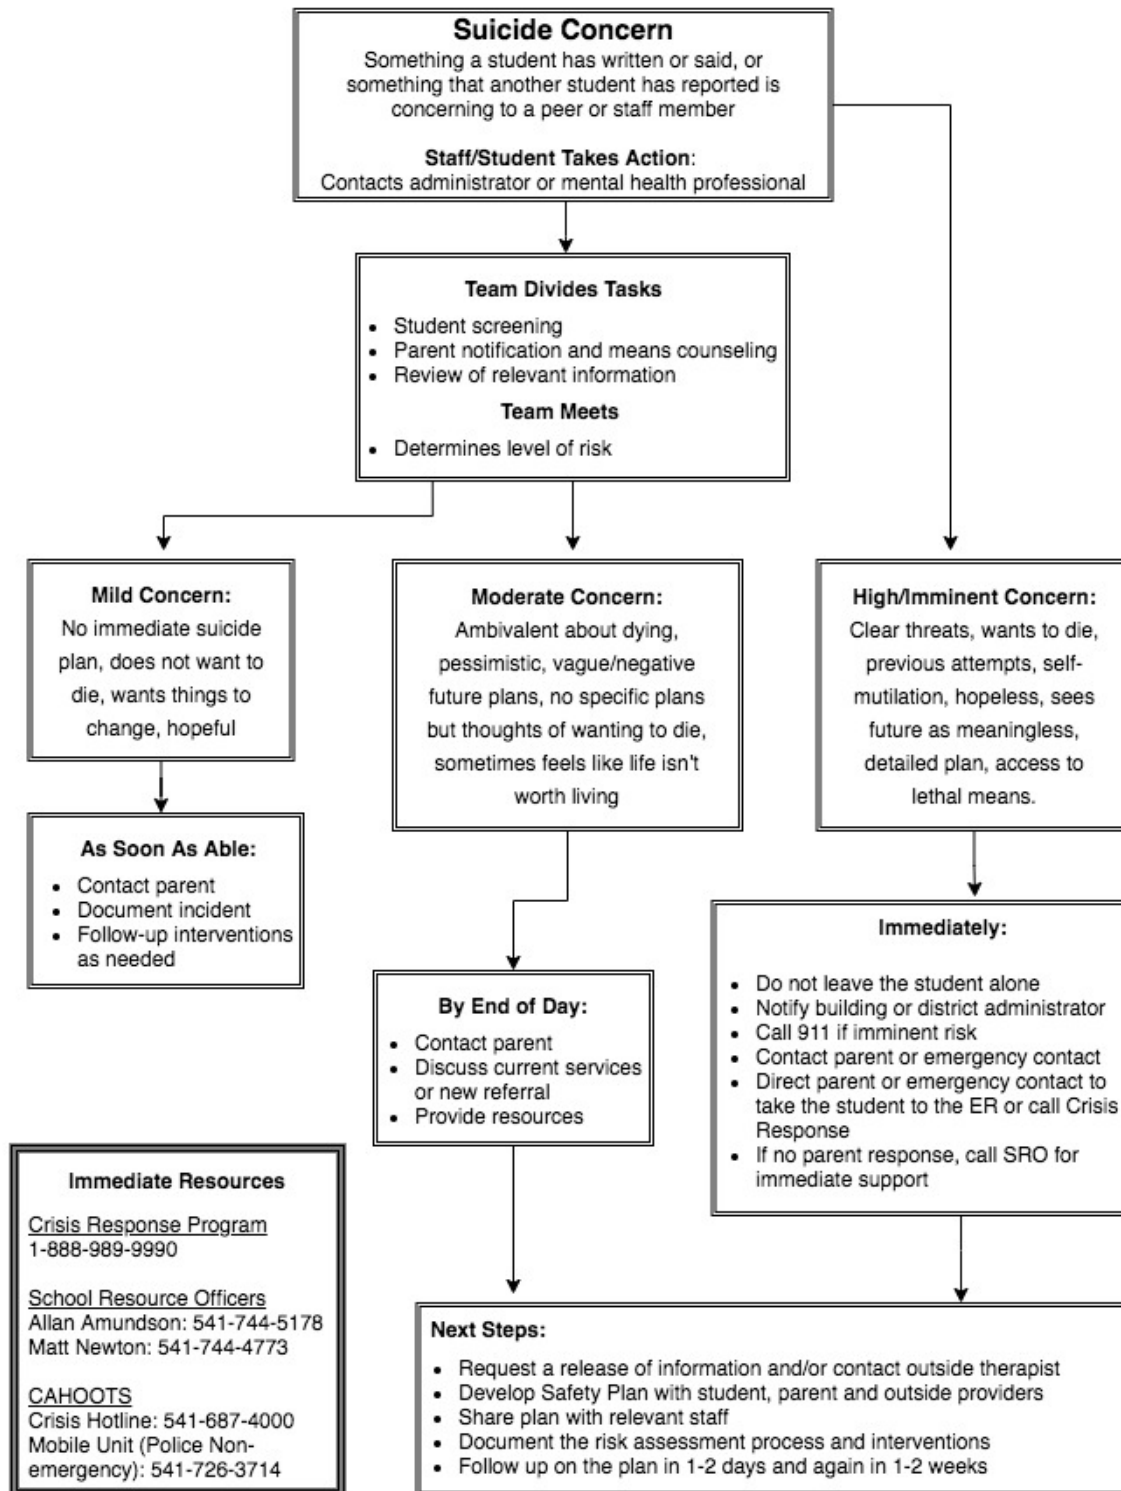 Suicide Concern
Something a student has written or said, or
something that another student has reported is
concerning to a peer or staff member
Staff/Student Takes Action:
Contacts administrator or mental health professional
Team Divides Tasks
• Student screening
• Parent notification and means counseling
• Review of relevant information
Team Meets
• Determines level of risk
Mild Concern:
No immediate suicide
plan, does not want to
die, wants things to
change, hopeful
Moderate Concern:
Ambivalent about dying,
pessimistic, vague/negative
future plans, no specific plans
but thoughts of wanting to die,
sometimes feels like life isn't
worth living
High/Imminent Concern:
Clear threats, wants to die,
previous attempts, self-
mutilation, hopeless, sees
future as meaningless,
detailed plan, access to
lethal means.
As Soon As Able:
• Contact parent
• Document incident
• Follow-up interventions
as needed
By End of Day:
• Contact parent
• Discuss current services
or new referral
• Provide resources
Immediately:
• Do not leave the student alone
• Notify building or district administrator
• Call 911 if imminent risk
• Contact parent or emergency contact
• Direct parent or emergency contact to
take the student to the ER or call Crisis
Response
• If no parent response, call SRO for
immediate support
Immediate Resources
Crisis Response Program
1-888-989-9990
School Resource Officers
Allan Amundson: 541-744-5178
Matt Newton: 541-744-4773
CAHOOTS
Crisis Hotline: 541-687-4000
Mobile Unit (Police Non-
emergency): 541-726-3714
Next Steps:
• Request a release of information and/or contact outside therapist
• Develop Safety Plan with student, parent and outside providers
• Share plan with relevant staff
• Document the risk assessment process and interventions
• Follow up on the plan in 1-2 days and again in 1-2 weeks